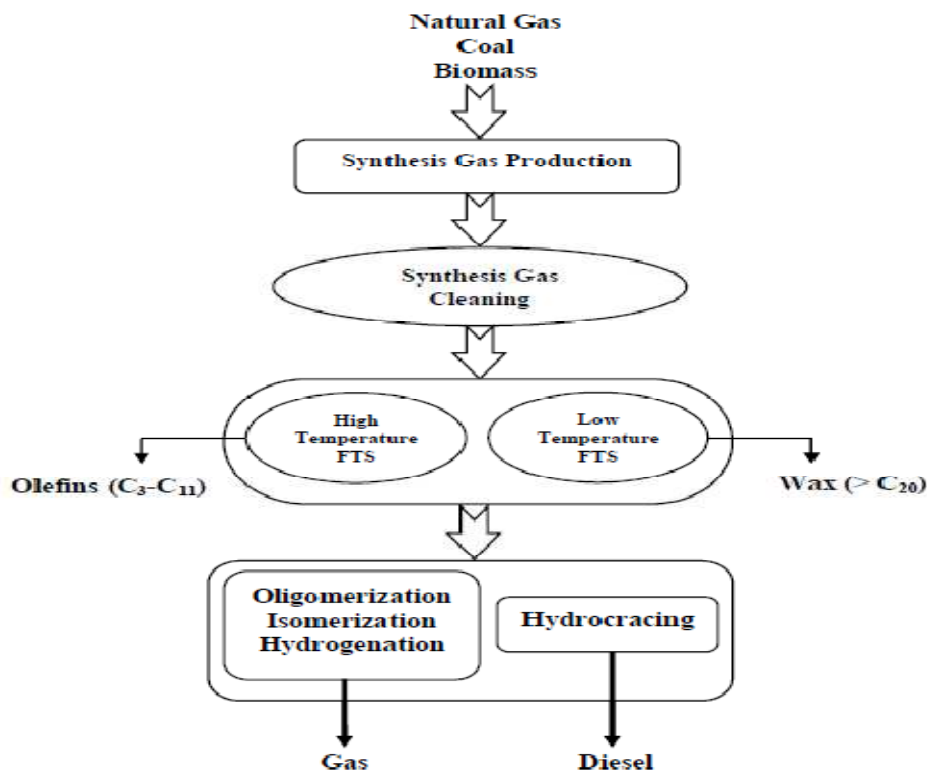 Natural Gas
Coal
Biomass
Synthesis Gas Production
Synthesis Gas
Cleaning
High
Temperature
FTS
Low
Temperature
FTS
Olefins (C₃-C₁₁)
Wax (> C₂₀)
Oligomerization
Isomerization
Hydrogenation
Hydrocracing
Gas
Diesel